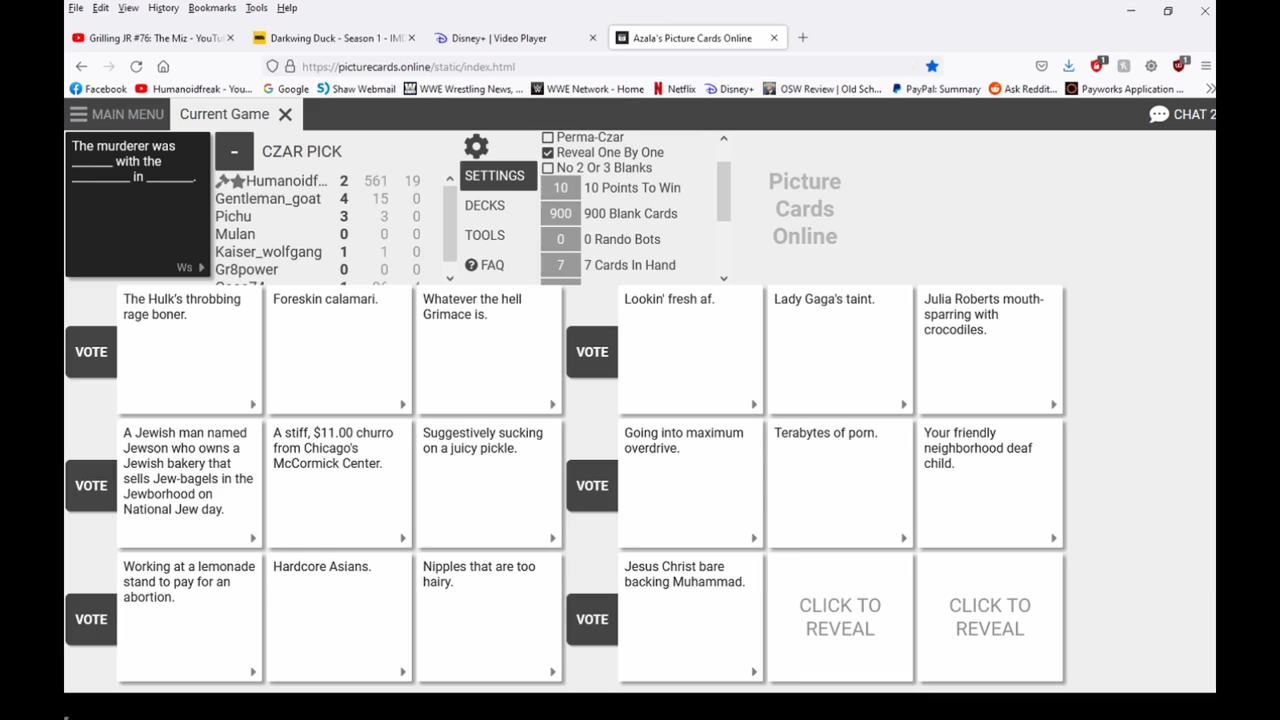 File Edit View History Bookmarks Tools Help
Grilling JR #76: The Miz - YouTu
Darkwing Duck - Season 1 - IMD
Disney+ | Video Player
Azala's Picture Cards Online
https://picturecards.online/static/index.html
1
1
Facebook
Humanoidfreak - You...
Google
Shaw Webmail
WWE Wrestling News, ...
WWE Network - Home
Netflix
Disney+
OSW Review | Old Sch...
PayPal: Summary
Ask Reddit...
Payworks Application ...
MAIN MENU
Current Game
CHAT 2
The murderer was
______ with the
_________ in _______.
Ws
-
CZAR PICK
Humanoidf... 2 561 19
Gentleman_goat 4 15 0
Pichu 3 3 0
Mulan 0 0 0
Kaiser_wolfgang 1 1 0
Gr8power 0 0 0
SETTINGS
DECKS
TOOLS
FAQ
Perma-Czar
Reveal One By One
No 2 Or 3 Blanks
10 10 Points To Win
900 900 Blank Cards
0 0 Rando Bots
7 7 Cards In Hand
Picture
Cards
Online
VOTE
The Hulk's throbbing
rage boner.
Foreskin calamari.
Whatever the hell
Grimace is.
VOTE
Lookin' fresh af.
Lady Gaga's taint.
Julia Roberts mouth-
sparring with
crocodiles.
VOTE
A Jewish man named
Jewson who owns a
Jewish bakery that
sells Jew-bagels in the
Jewborhood on
National Jew day.
A stiff, $11.00 churro
from Chicago's
McCormick Center.
Suggestively sucking
on a juicy pickle.
VOTE
Going into maximum
overdrive.
Terabytes of porn.
Your friendly
neighborhood deaf
child.
VOTE
Working at a lemonade
stand to pay for an
abortion.
Hardcore Asians.
Nipples that are too
hairy.
VOTE
Jesus Christ bare
backing Muhammad.
CLICK TO
REVEAL
CLICK TO
REVEAL